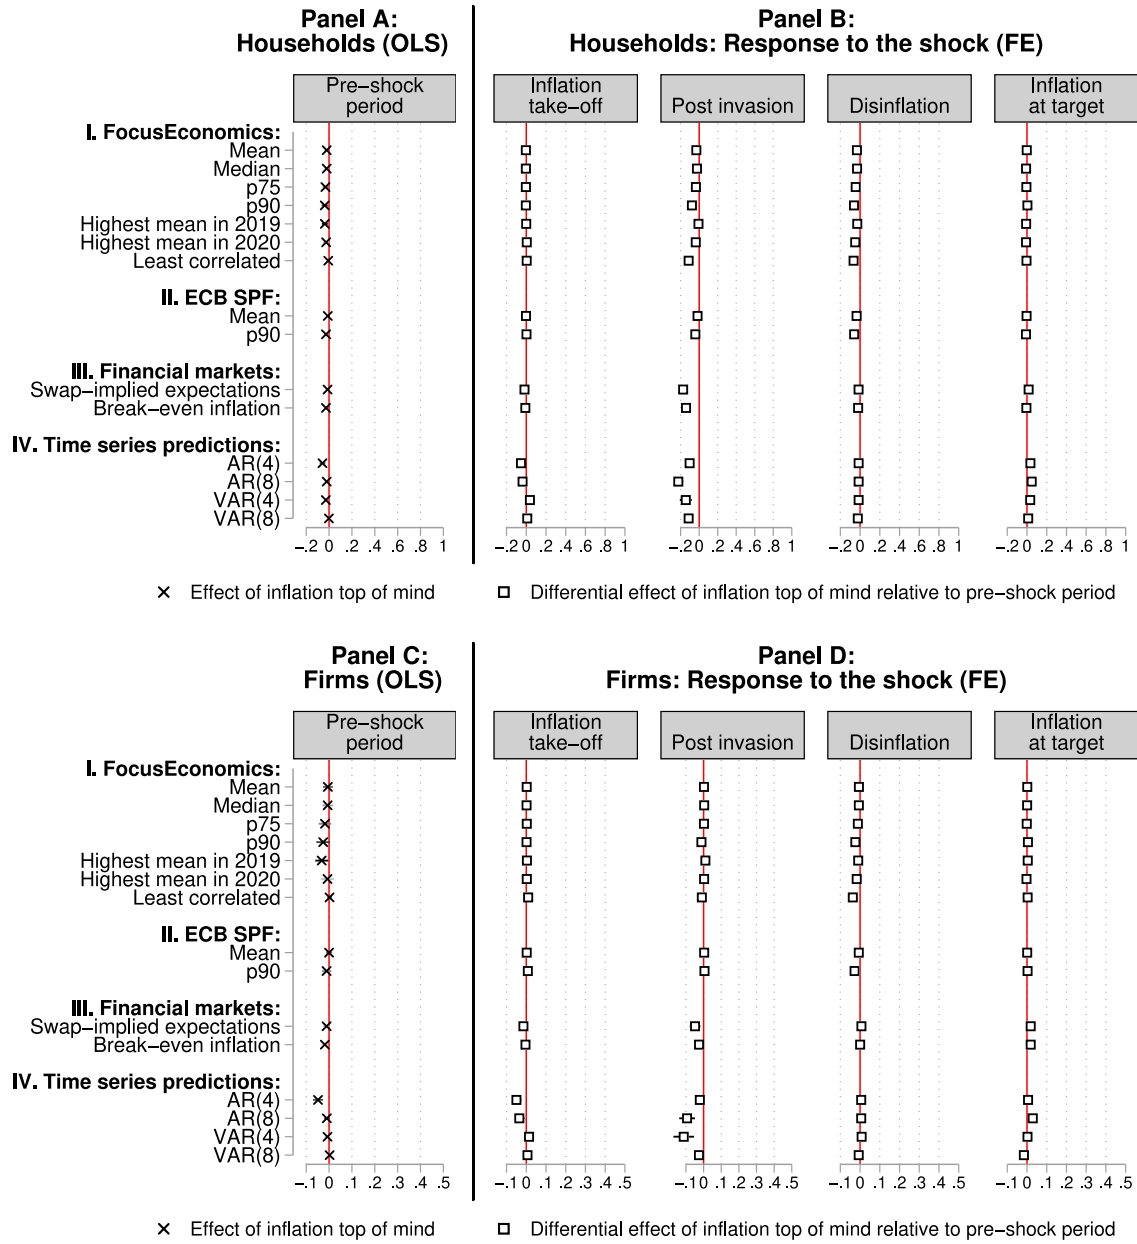 Panel A:
Households (OLS)
Panel B:
Households: Response to the shock (FE)
Pre−shock
period
Inflation
take−off
Post invasion
Disinflation
Inflation
at target
I. FocusEconomics:
Mean
Median
p75
p90
Highest mean in 2019
Highest mean in 2020
Least correlated
II. ECB SPF:
Mean
p90
III. Financial markets:
Swap−implied expectations
Break−even inflation
IV. Time series predictions:
AR(4)
AR(8)
VAR(4)
VAR(8)
−.2 0 .2 .4 .6 .8 1
−.2 0 .2 .4 .6 .8 1
−.2 0 .2 .4 .6 .8 1
−.2 0 .2 .4 .6 .8 1
−.2 0 .2 .4 .6 .8 1
Effect of inflation top of mind
Differential effect of inflation top of mind relative to pre−shock period
Panel C:
Firms (OLS)
Panel D:
Firms: Response to the shock (FE)
Pre−shock
period
Inflation
take−off
Post invasion
Disinflation
Inflation
at target
I. FocusEconomics:
Mean
Median
p75
p90
Highest mean in 2019
Highest mean in 2020
Least correlated
II. ECB SPF:
Mean
p90
III. Financial markets:
Swap−implied expectations
Break−even inflation
IV. Time series predictions:
AR(4)
AR(8)
VAR(4)
VAR(8)
−.1 0 .1 .2 .3 .4 .5
−.1 0 .1 .2 .3 .4 .5
−.1 0 .1 .2 .3 .4 .5
−.1 0 .1 .2 .3 .4 .5
−.1 0 .1 .2 .3 .4 .5
Effect of inflation top of mind
Differential effect of inflation top of mind relative to pre−shock period